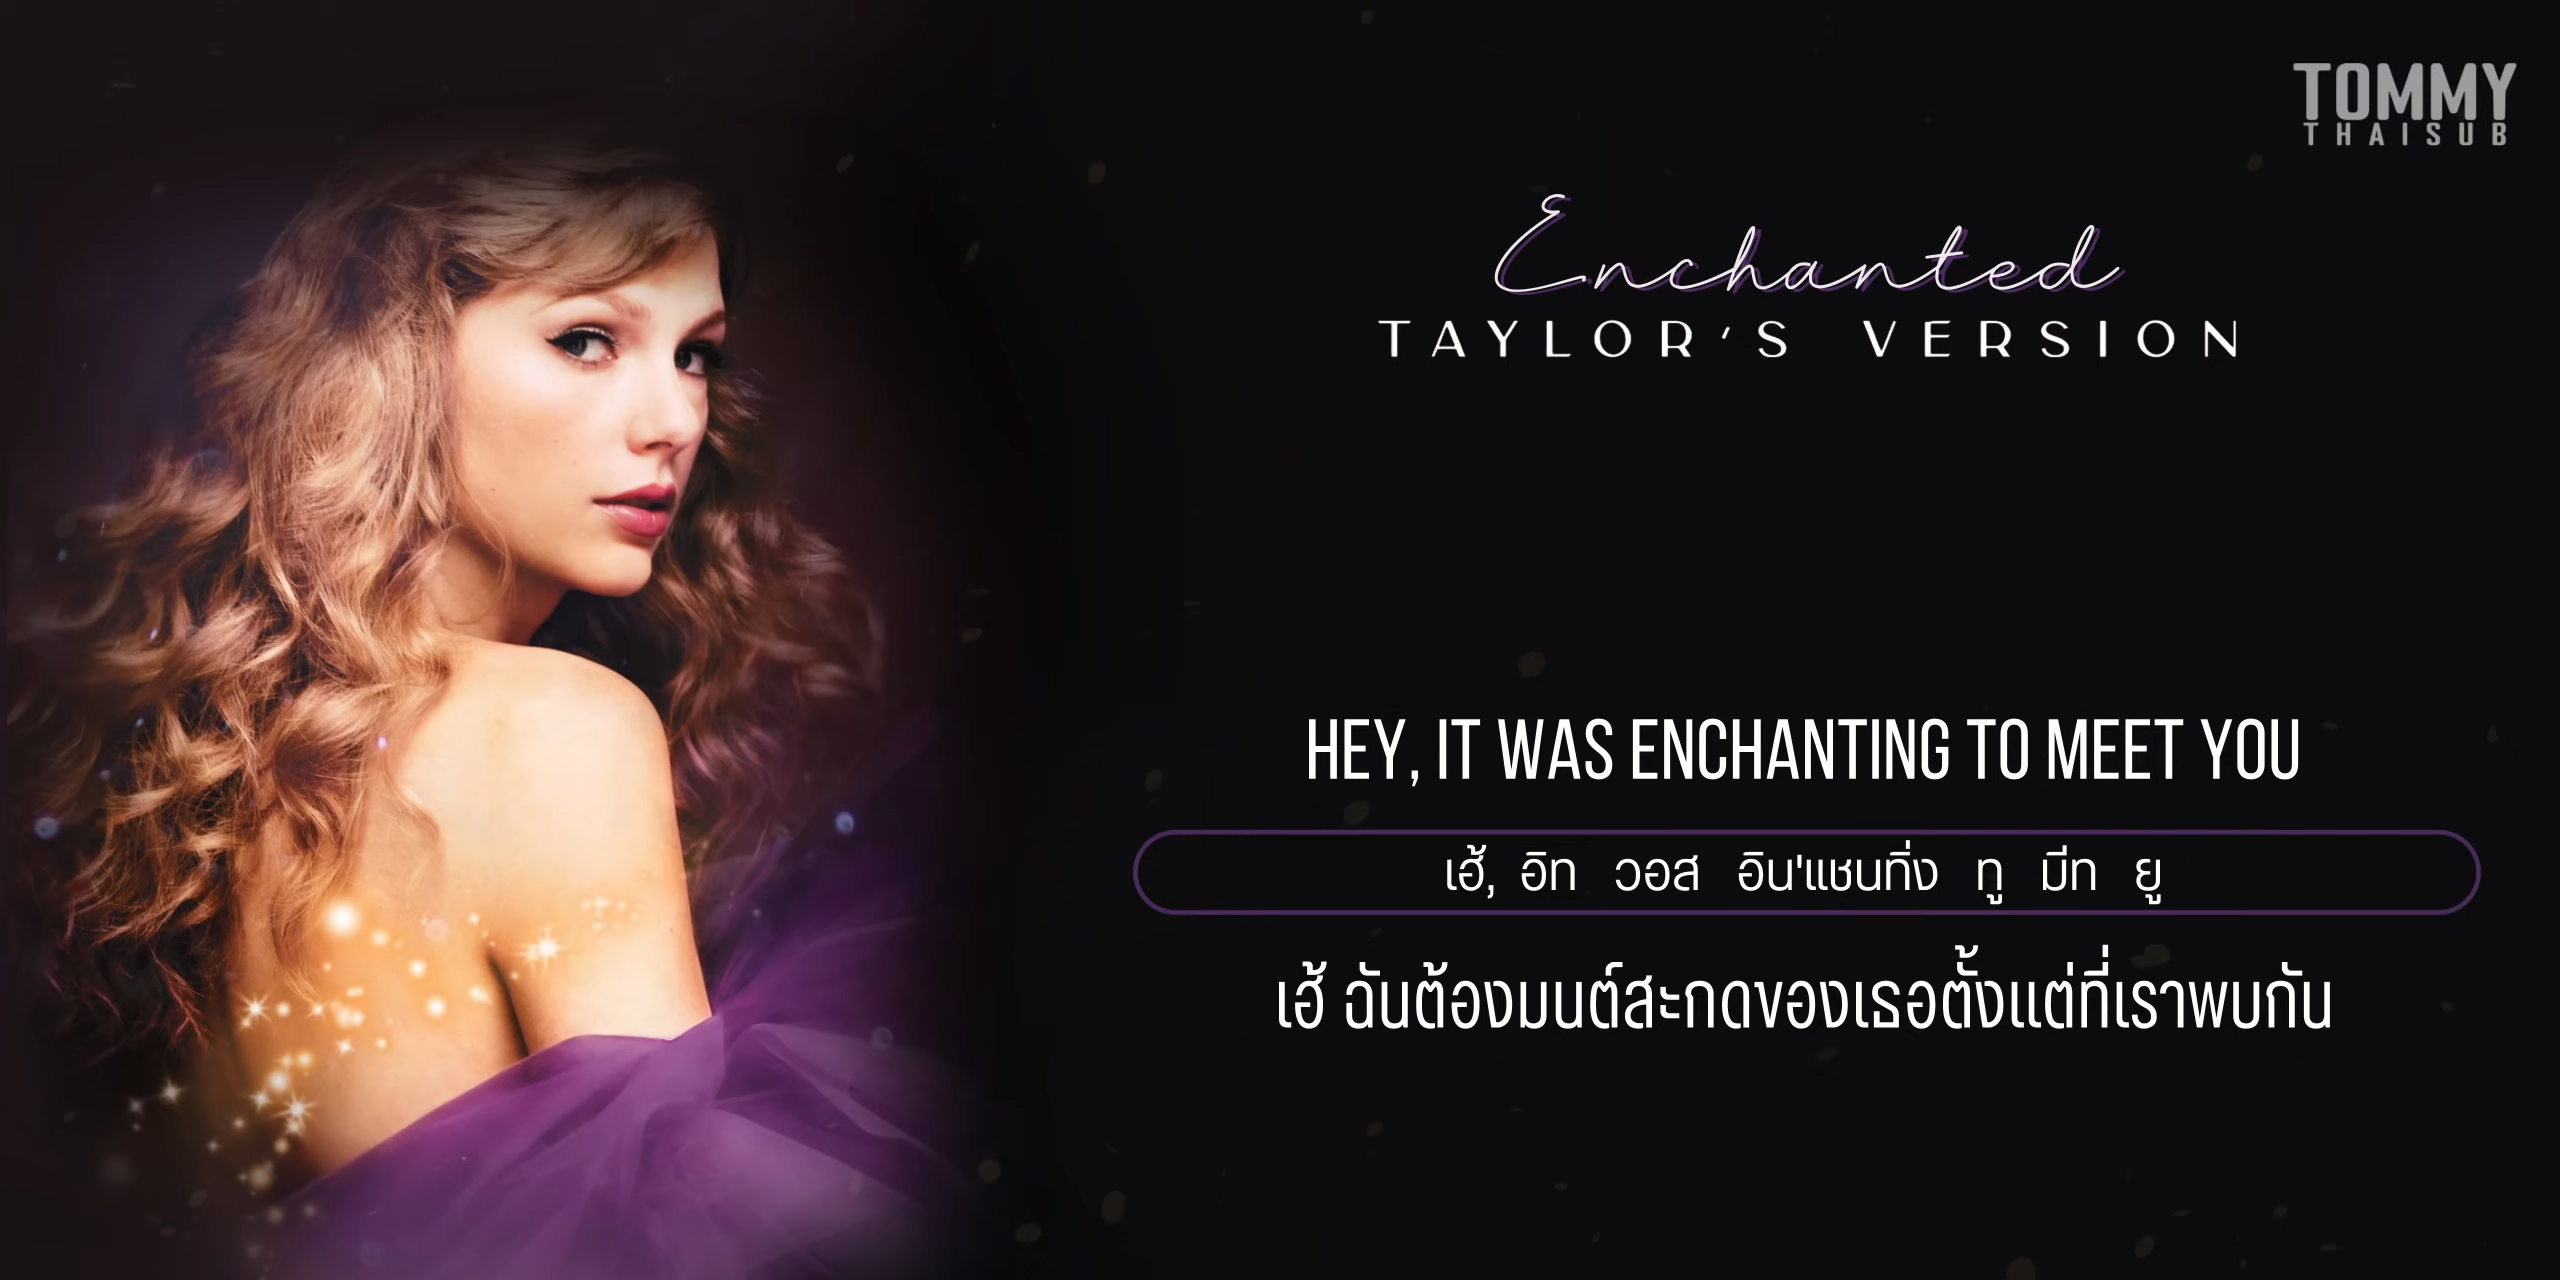 TOMMY
THAISUB
Enchanted
TAYLOR'S VERSION
HEY, IT WAS ENCHANTING TO MEET YOU
เฮ้, อิท วอส อิน'แชนทิ่ง ทู มีท ยู
เฮ้ ฉันต้องมนต์สะกดของเธอตั้งแต่ที่เราพบกัน